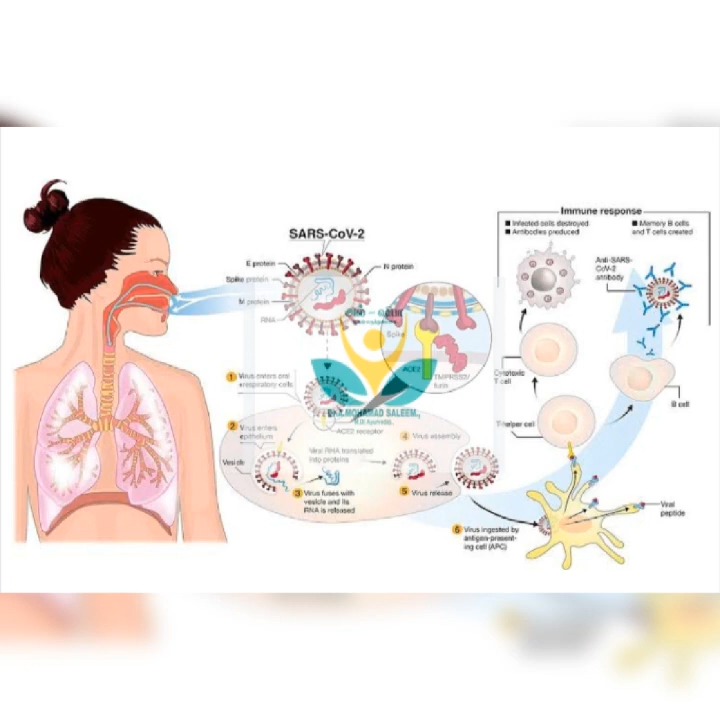 SARS-CoV-2
E protein
N protein
Spike protein
M protein
RNA
Spike
ACE2
TMPRSS2/
furin
1 Virus enters oral
respiratory cells
MOHAMAD SALEEM.,
ACE2 receptor
2 Virus enters
epithelium
Vesicle
Viral RNA translated
into proteins
4 Virus assembly
3 Virus fuses with
vesicle and its
RNA is released
5 Virus release
6 Virus ingested by
antigen-present-
ing cell (APC)
Immune response
Infected cells destroyed
Antibodies produced
Memory B cells
and T cells created
Anti-SARS-
CoV-2
antibody
Cytotoxic
T cell
T helper cell
B cell
Viral
peptide